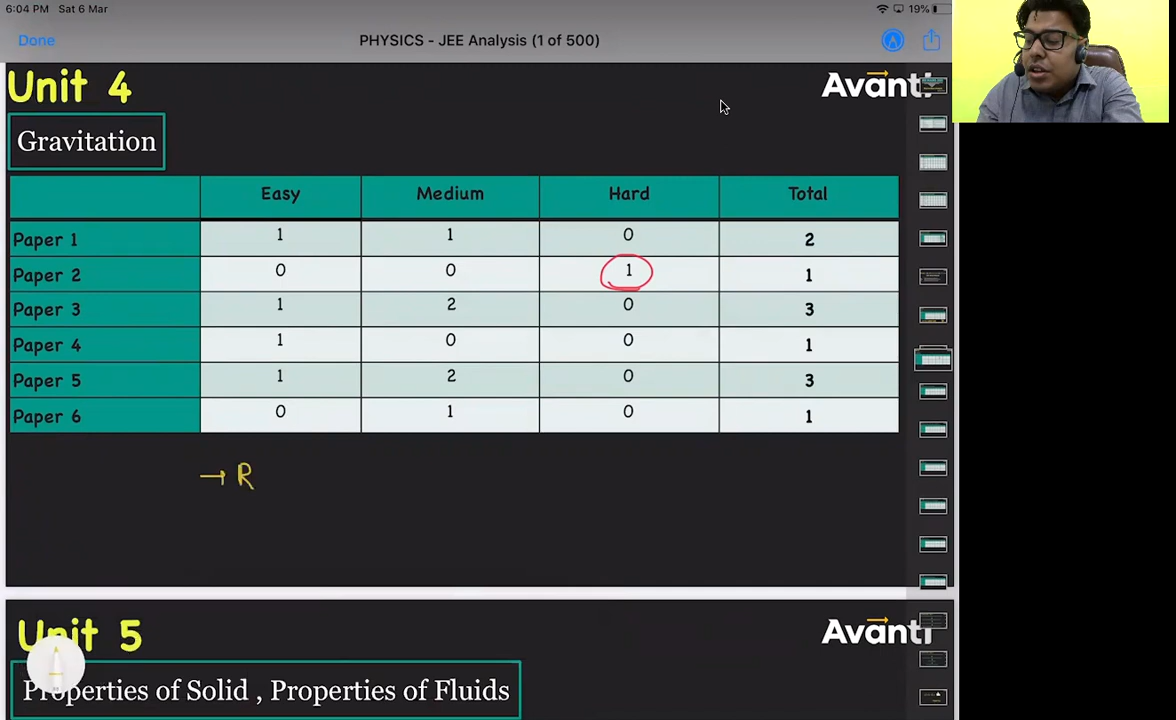 6:04 PM Sat 6 Mar 19%
Done PHYSICS - JEE Analysis (1 of 500)
Unit 4 Avanti
Gravitation
Easy Medium Hard Total
Paper 1 1 1 0 2
Paper 2 0 0 1 1
Paper 3 1 2 0 3
Paper 4 1 0 0 1
Paper 5 1 2 0 3
Paper 6 0 1 0 1
→ R
Unit 5 Avanti
Properties of Solid , Properties of Fluids